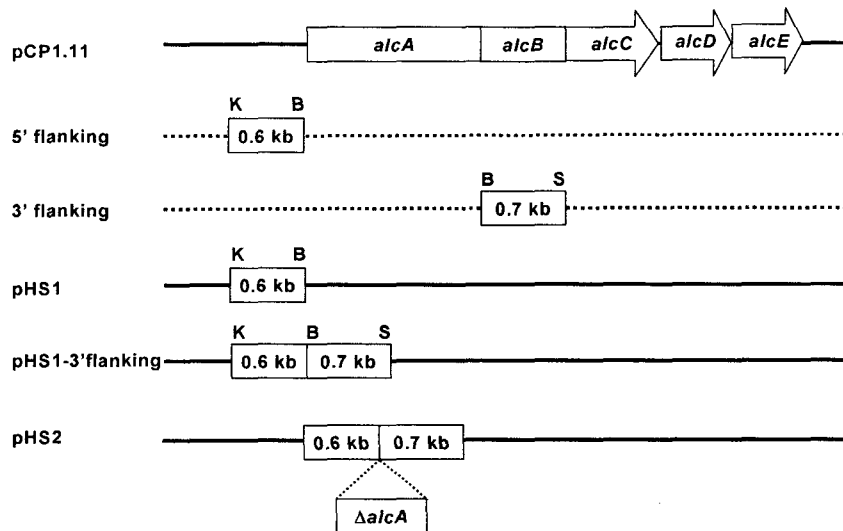 pCP1.11 alcA alcB alcC alcD alcE
K B
5' flanking 0.6 kb
B S
3' flanking 0.7 kb
K B
pHS1 0.6 kb
K B S
pHS1-3'flanking 0.6 kb 0.7 kb
pHS2 0.6 kb 0.7 kb
ΔalcA